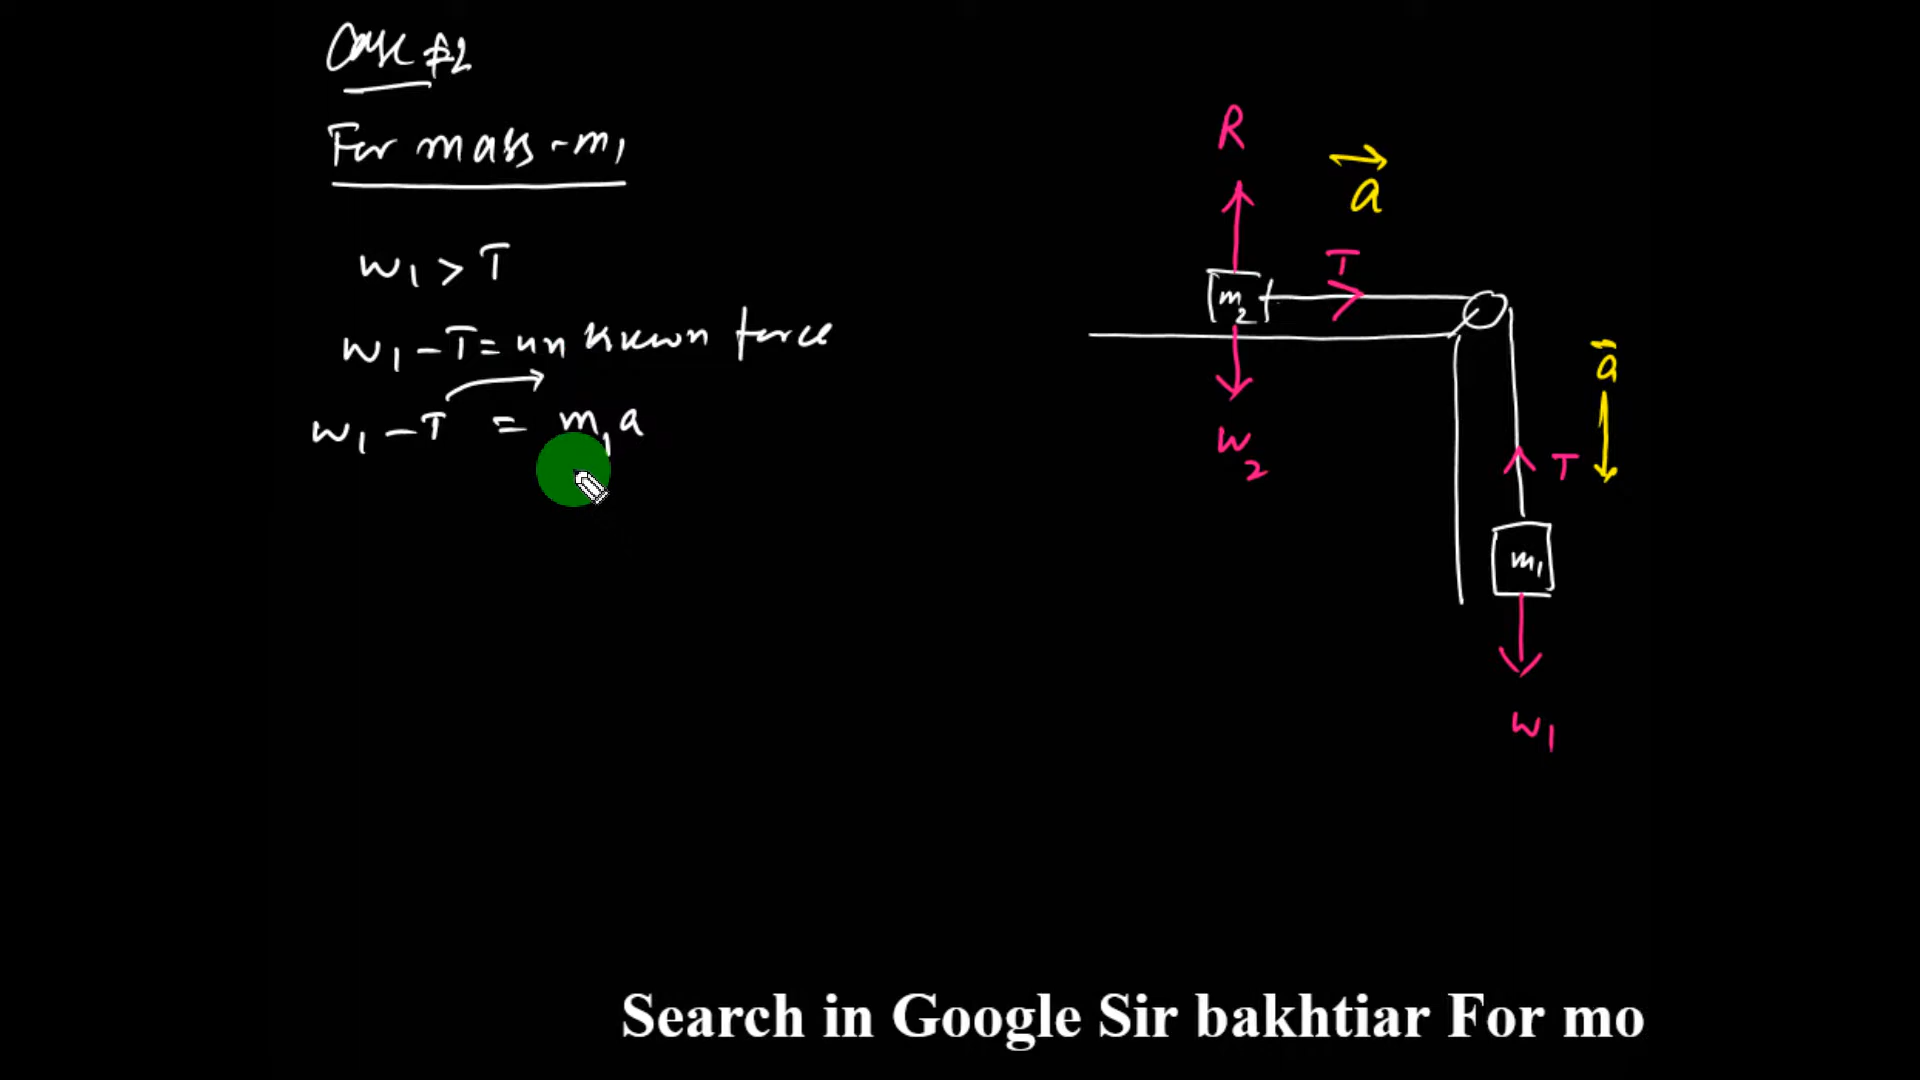 Case #2
For mass - m₁
w₁ > T
w₁ - T = unknown force
w₁ - T = m₁a
R
a
T
m₂
w₂
a
T
m₁
w₁
Search in Google Sir bakhtiar For mo